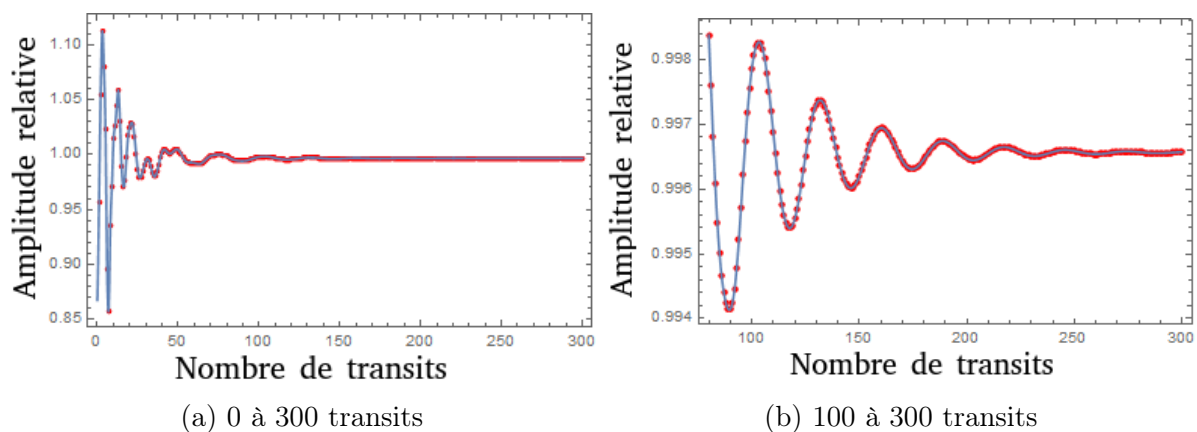 Amplitude relative
1.10
1.05
1.00
0.95
0.90
0.85
0 50 100 150 200 250 300
Nombre de transits
(a) 0 à 300 transits
Amplitude relative
0.998
0.997
0.996
0.995
0.994
100 150 200 250 300
Nombre de transits
(b) 100 à 300 transits